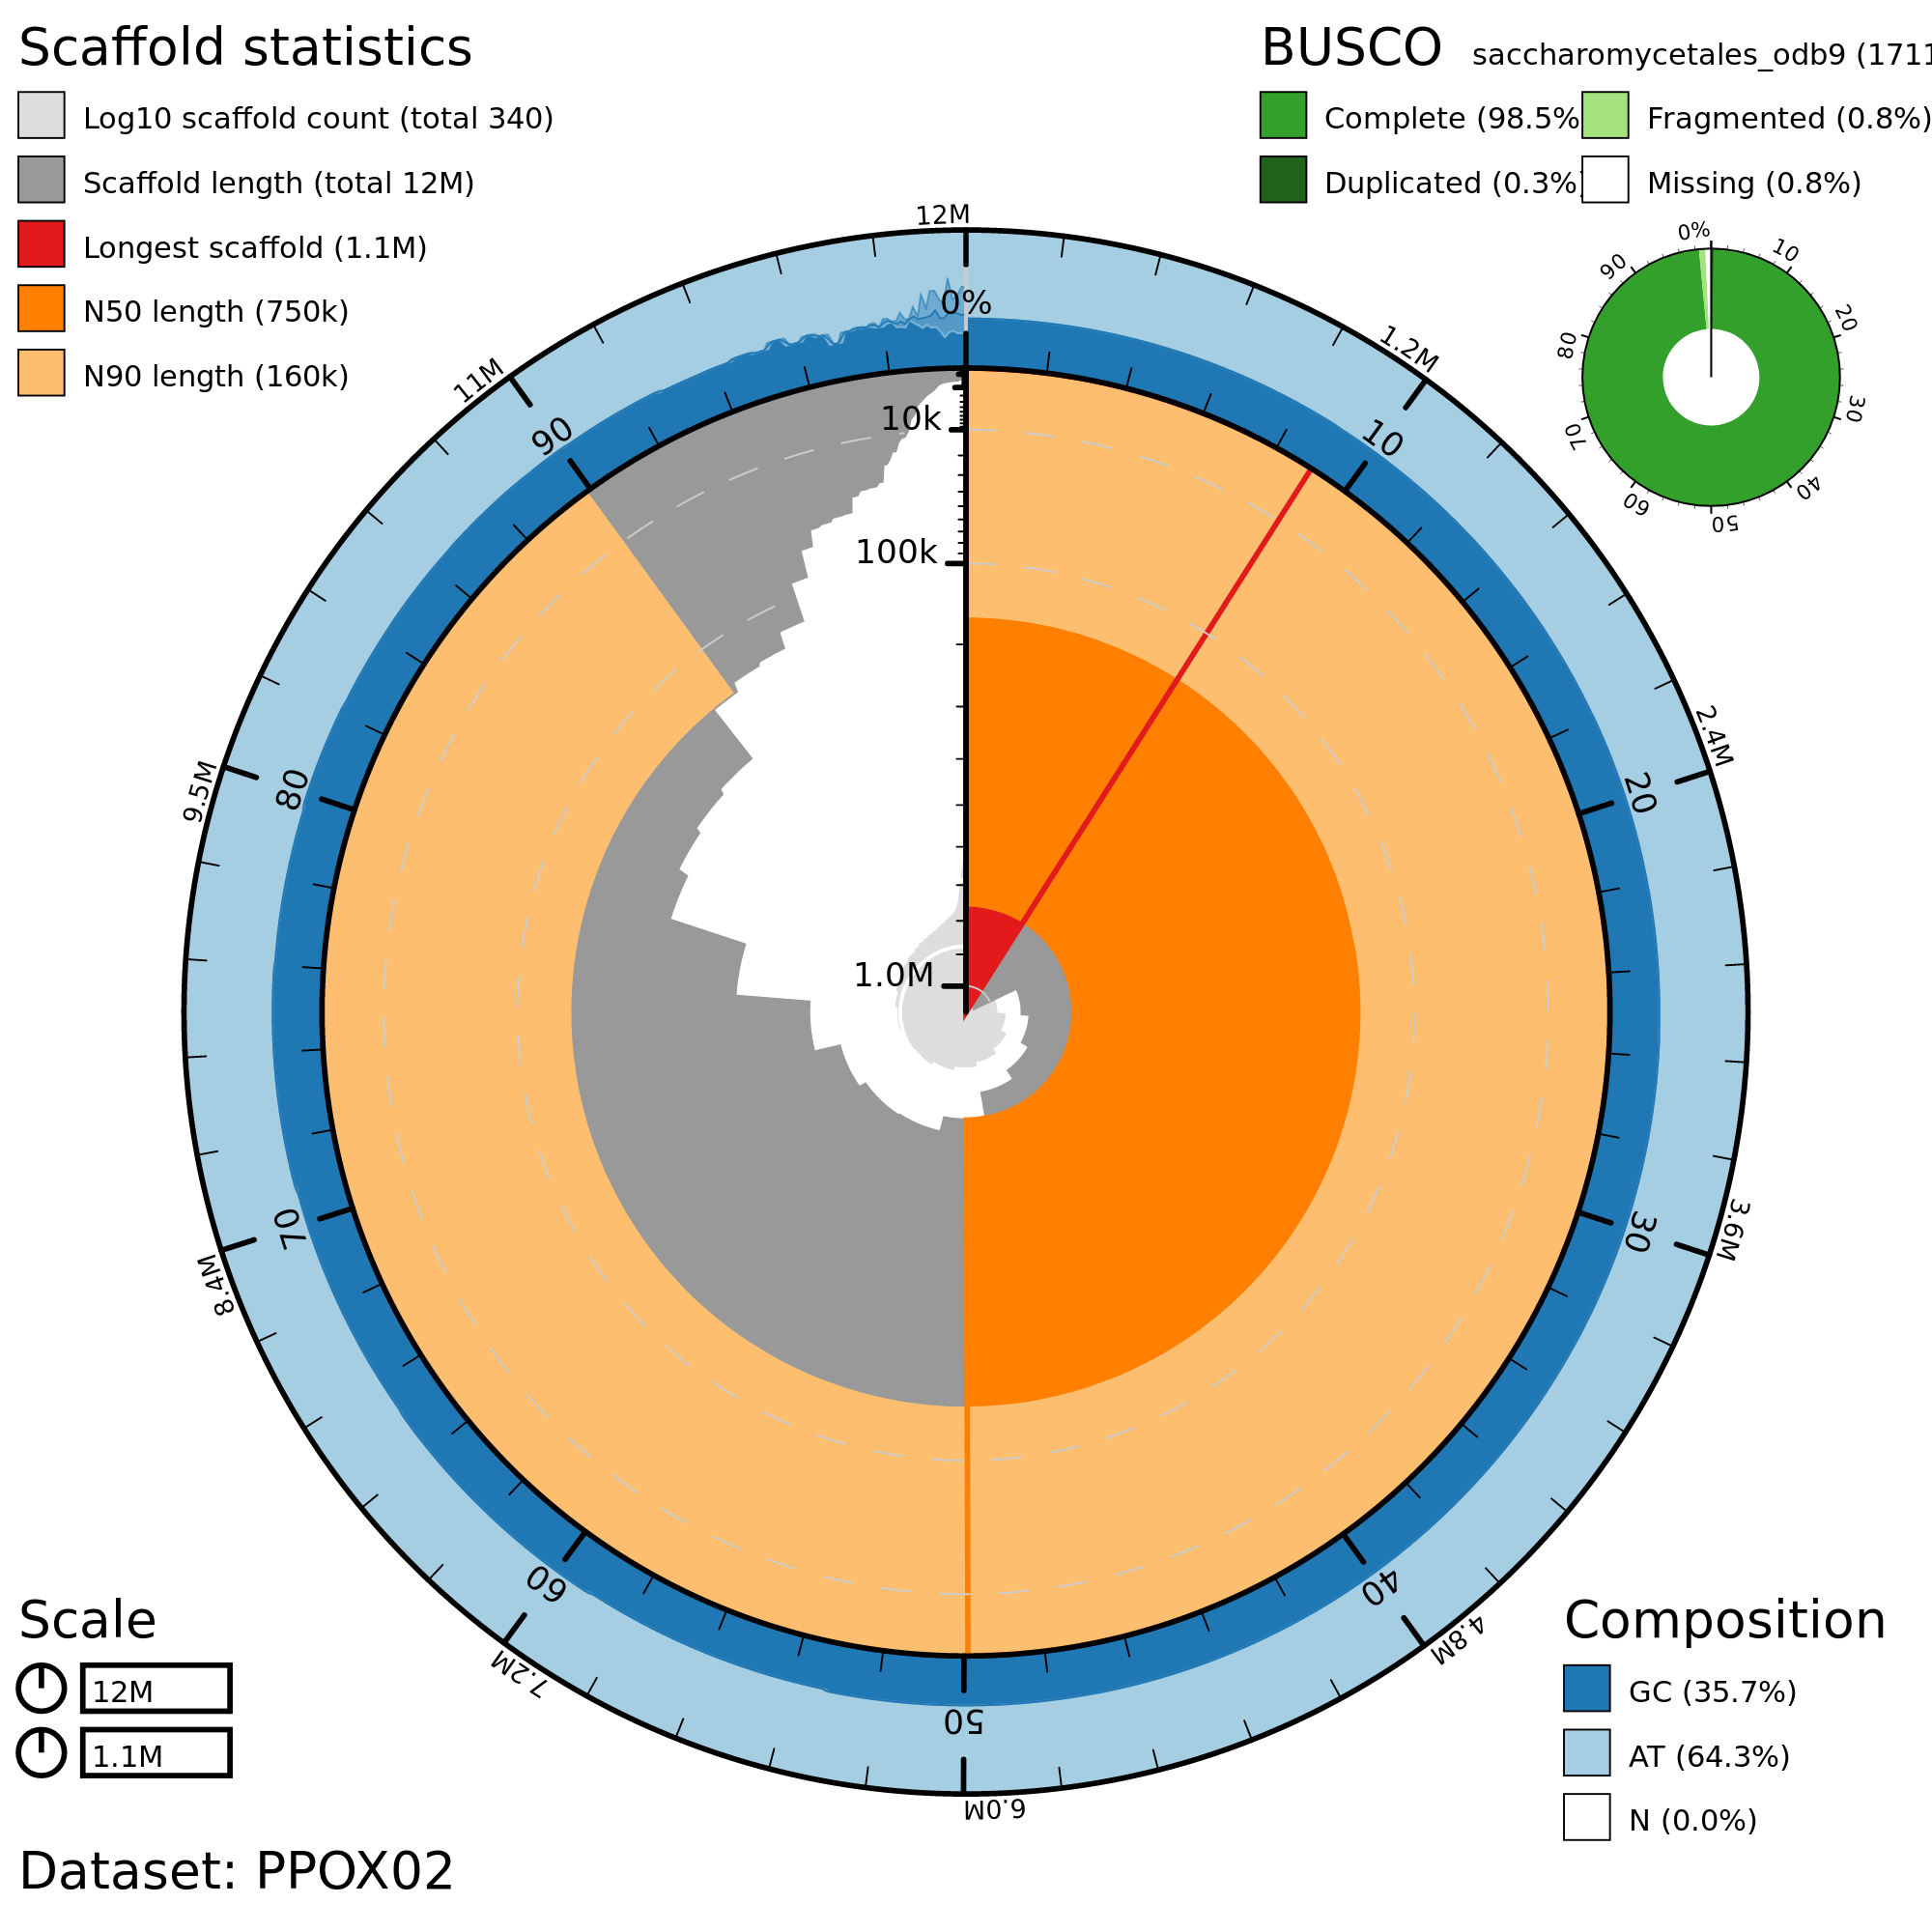 Scaffold statistics
Log10 scaffold count (total 340)
Scaffold length (total 12M)
Longest scaffold (1.1M)
N50 length (750k)
N90 length (160k)
BUSCO saccharomycetales_odb9 (1711
Complete (98.5%
Fragmented (0.8%)
Duplicated (0.3%)
Missing (0.8%)
0%
10
20
30
40
50
60
70
80
90
12M
1.2M
2.4M
3.6M
4.8M
6.0M
7.2M
8.4M
9.5M
11M
0%
10
20
30
40
50
60
70
80
90
10k
100k
1.0M
Scale
12M
1.1M
Composition
GC (35.7%)
AT (64.3%)
N (0.0%)
Dataset: PPOX02